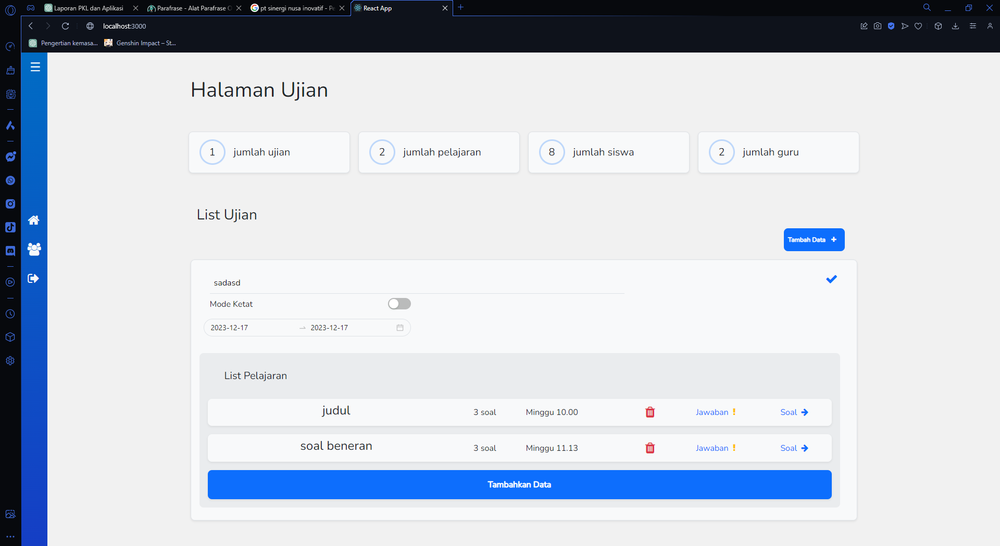 Laporan PKL dan Aplikasi
Parafrase - Alat Parafrase
pt sinergi nusa inovatif -
React App
localhost:3000
Pengertian kemasa...
Genshin Impact – St...
Halaman Ujian
1 jumlah ujian
2 jumlah pelajaran
8 jumlah siswa
2 jumlah guru
List Ujian
Tambah Data +
sadasd
Mode Ketat
2023-12-17 → 2023-12-17
List Pelajaran
judul 3 soal Minggu 10.00 Jawaban ! Soal →
soal beneran 3 soal Minggu 11.13 Jawaban ! Soal →
Tambahkan Data